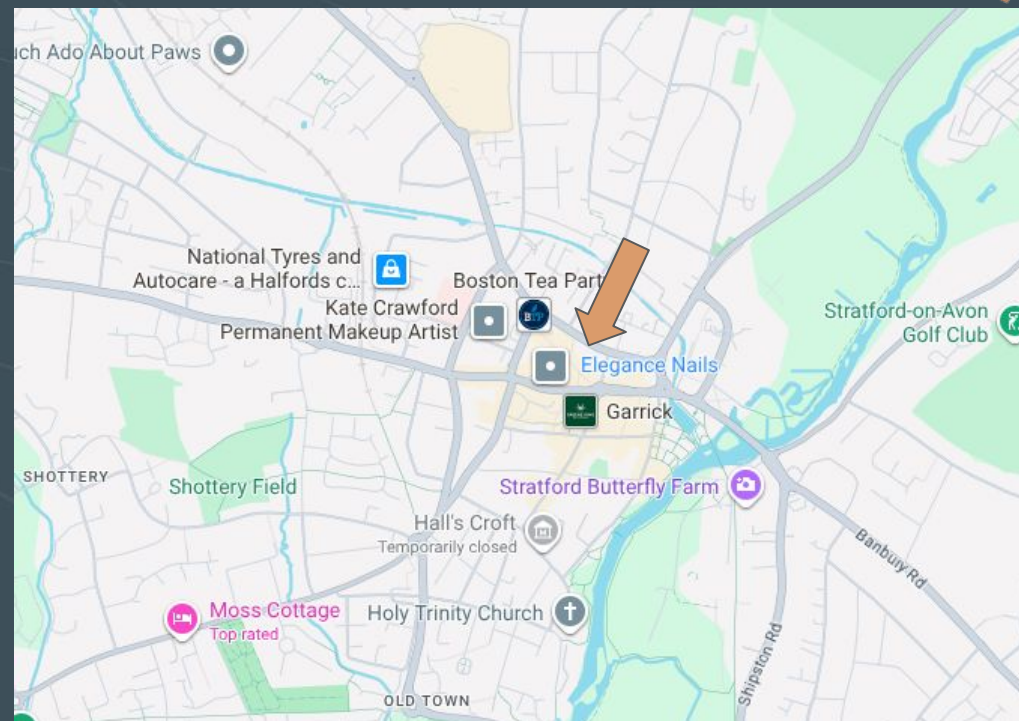 uch Ado About Paws
National Tyres and
Autocare - a Halfords c...
Boston Tea Part
Kate Crawford
Permanent Makeup Artist
BTP
Stratford-on-Avon
Golf Club
Elegance Nails
Garrick
SHOTTERY
Shottery Field
Stratford Butterfly Farm
Hall's Croft
Temporarily closed
Banbury Rd
Moss Cottage
Top rated
Holy Trinity Church
Shipston Rd
OLD TOWN